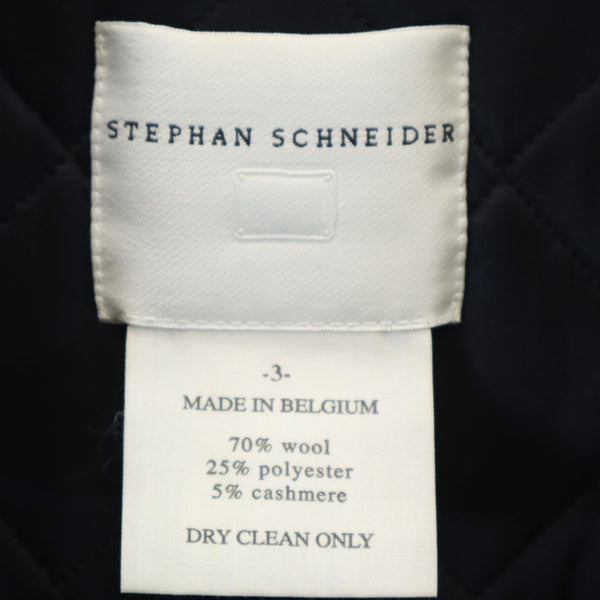 STEPHAN SCHNEIDER
-3-
MADE IN BELGIUM
70% wool
25% polyester
5% cashmere
DRY CLEAN ONLY